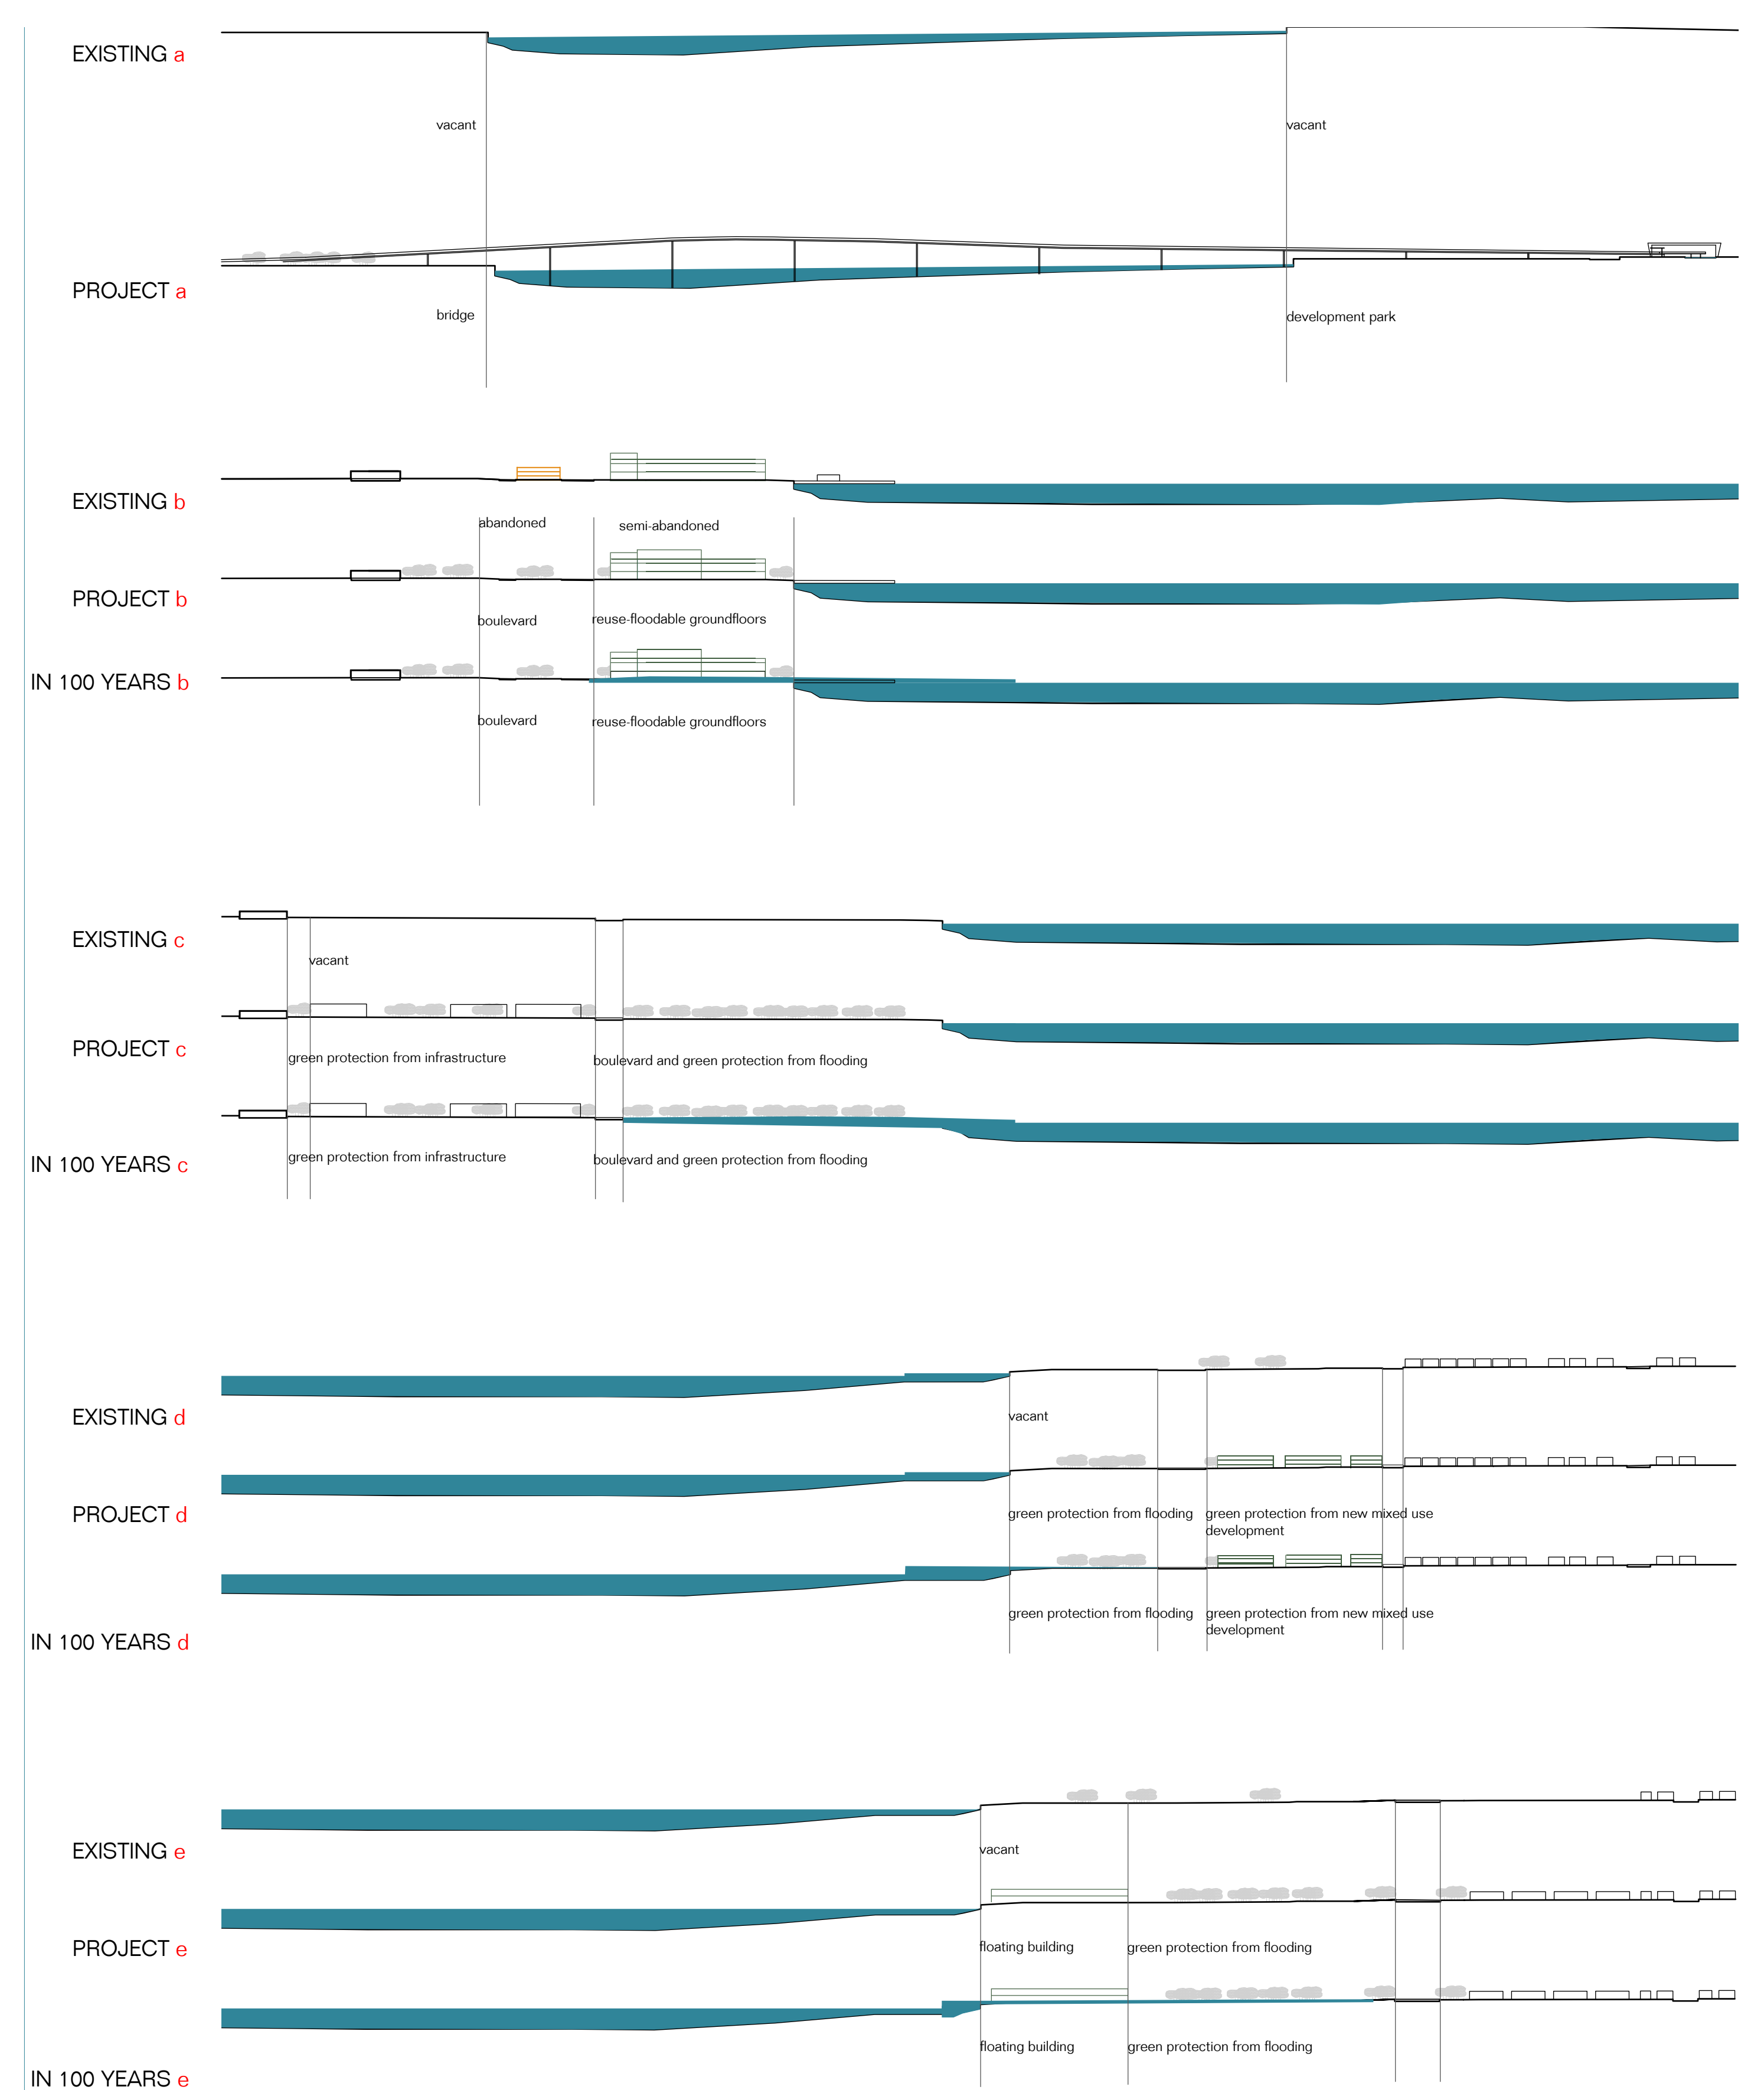 EXISTING a
vacant
vacant
PROJECT a
bridge
development park
EXISTING b
abandoned
semi-abandoned
PROJECT b
boulevard
reuse-floodable groundfloors
IN 100 YEARS b
boulevard
reuse-floodable groundfloors
EXISTING c
vacant
PROJECT c
green protection from infrastructure
boulevard and green protection from flooding
IN 100 YEARS c
green protection from infrastructure
boulevard and green protection from flooding
EXISTING d
vacant
PROJECT d
green protection from flooding
green protection from new mixed use
development
IN 100 YEARS d
green protection from flooding
green protection from new mixed use
development
EXISTING e
vacant
PROJECT e
floating building
green protection from flooding
IN 100 YEARS e
floating building
green protection from flooding